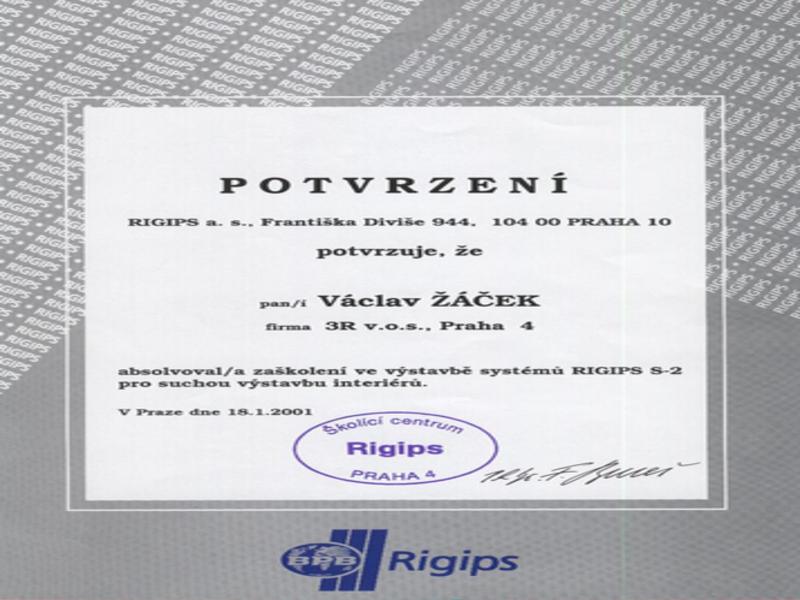 POTVRZENÍ
RIGIPS a. s., Františka Diviše 944, 104 00 PRAHA 10
potvrzuje, že
pan/i Václav ŽÁČEK
firma 3R v.o.s., Praha 4
absolvoval/a zaškolení ve výstavbě systémů RIGIPS S-2
pro suchou výstavbu interiérů.
V Praze dne 18.1.2001
Školící centrum
Rigips
PRAHA 4
BPB Rigips